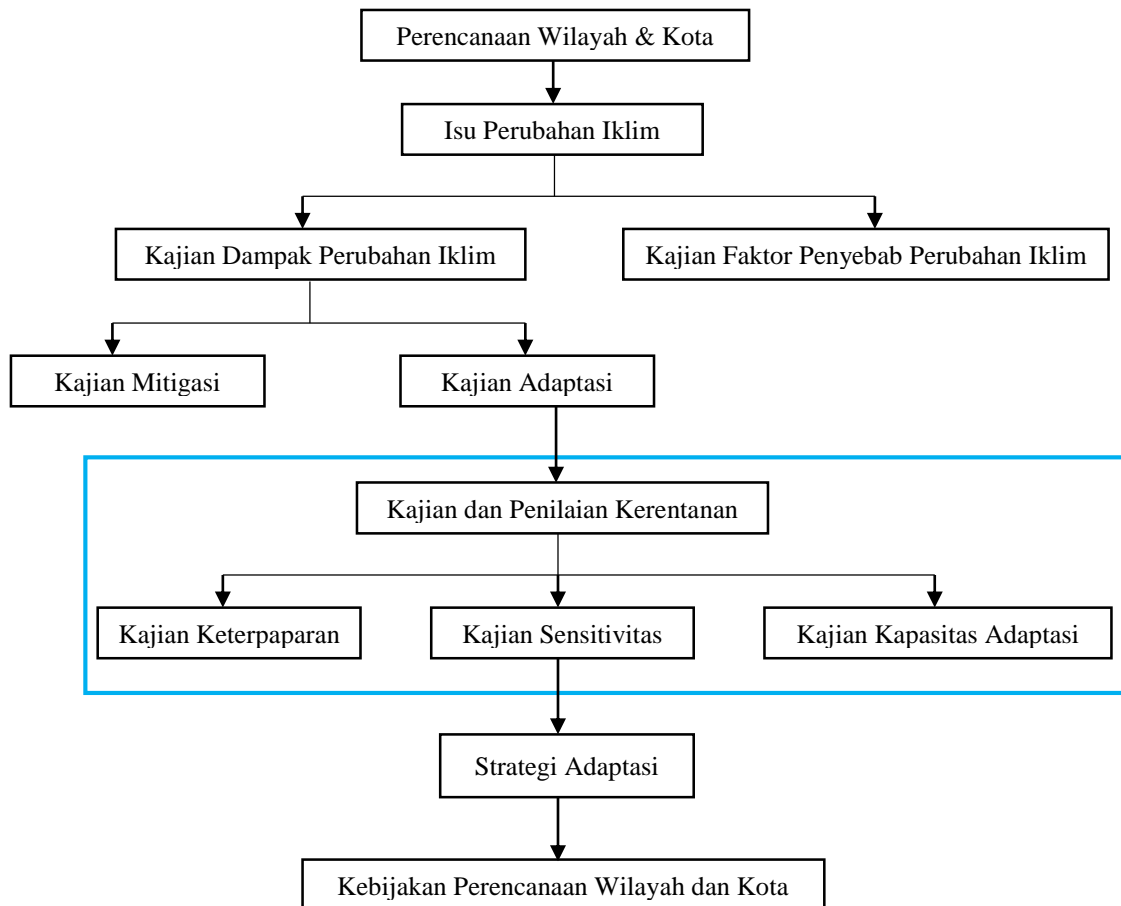 Perencanaan Wilayah & Kota
Isu Perubahan Iklim
Kajian Dampak Perubahan Iklim
Kajian Faktor Penyebab Perubahan Iklim
Kajian Mitigasi
Kajian Adaptasi
Kajian dan Penilaian Kerentanan
Kajian Keterpaparan
Kajian Sensitivitas
Kajian Kapasitas Adaptasi
Strategi Adaptasi
Kebijakan Perencanaan Wilayah dan Kota